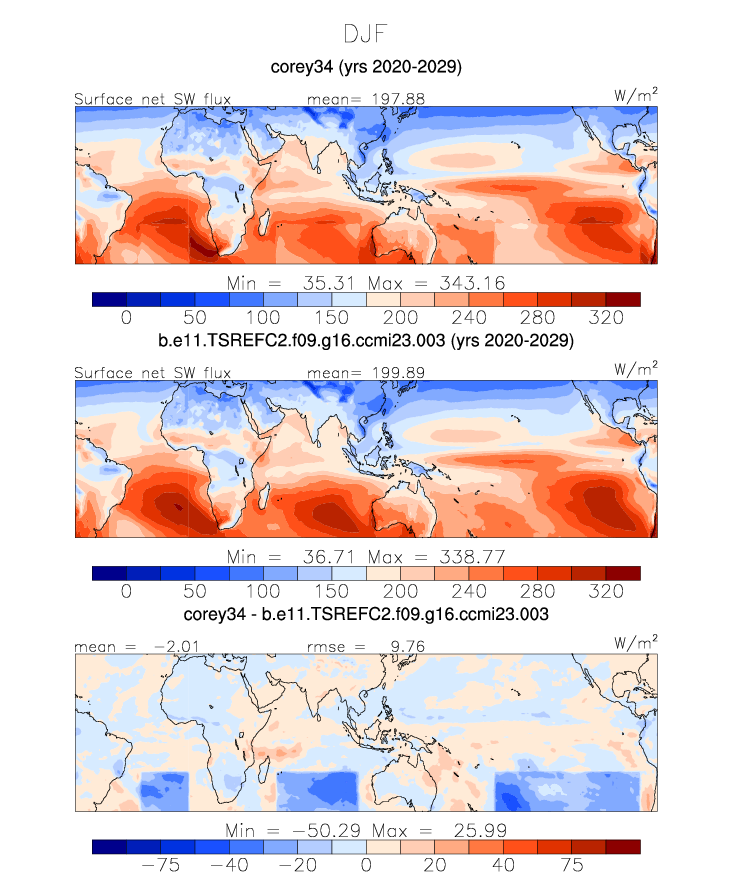 DJF
corey34 (yrs 2020-2029)
Surface net SW flux mean= 197.88 W/m²
Min = 35.31 Max = 343.16
0 50 100 150 200 240 280 320
b.e11.TSREFC2.f09.g16.ccmi23.003 (yrs 2020-2029)
Surface net SW flux mean= 199.89 W/m²
Min = 36.71 Max = 338.77
0 50 100 150 200 240 280 320
corey34 - b.e11.TSREFC2.f09.g16.ccmi23.003
mean = -2.01 rmse = 9.76 W/m²
Min = -50.29 Max = 25.99
-75 -40 -20 0 20 40 75